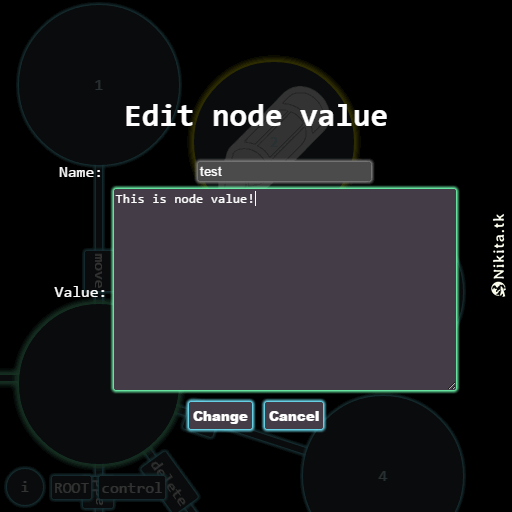 1
Edit node value
Name: test
This is node value!
move
Value:
Nikita.tk
Change Cancel
delete
4
i ROOT control